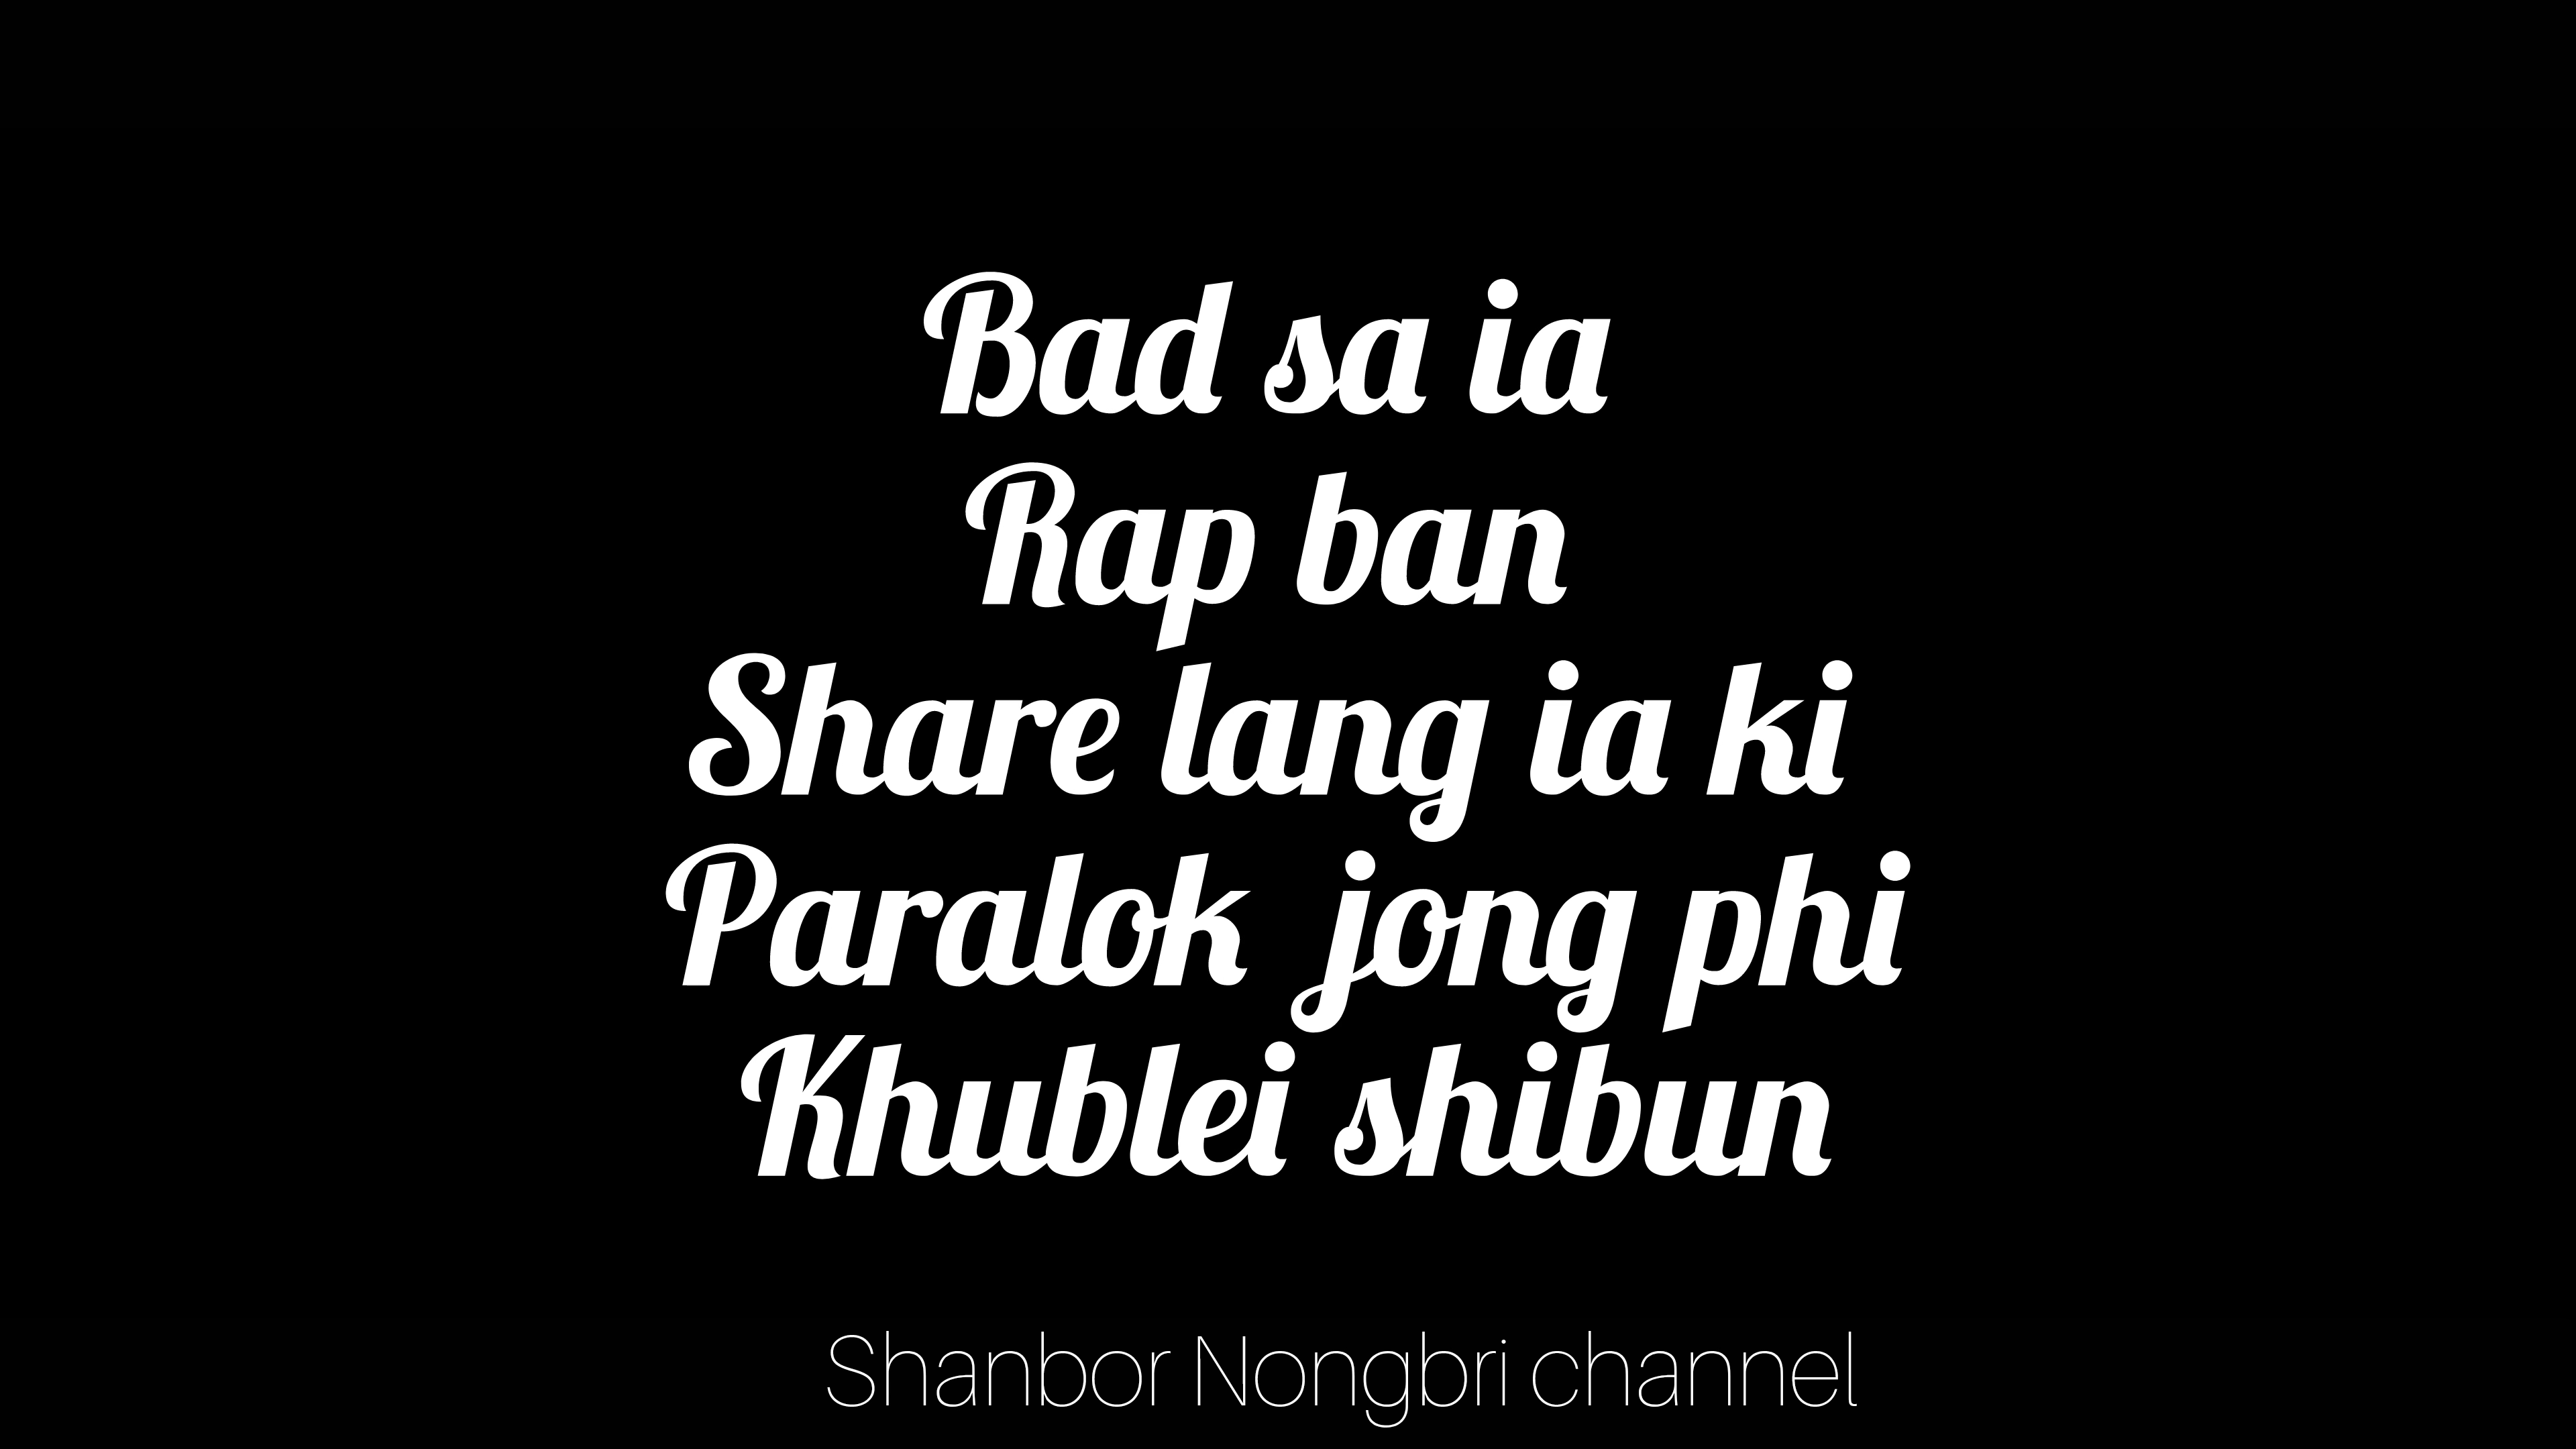 Bad sa ia
Rap ban
Share lang ia ki
Paralok jong phi
Khublei shibun
Shanbor Nongbri channel